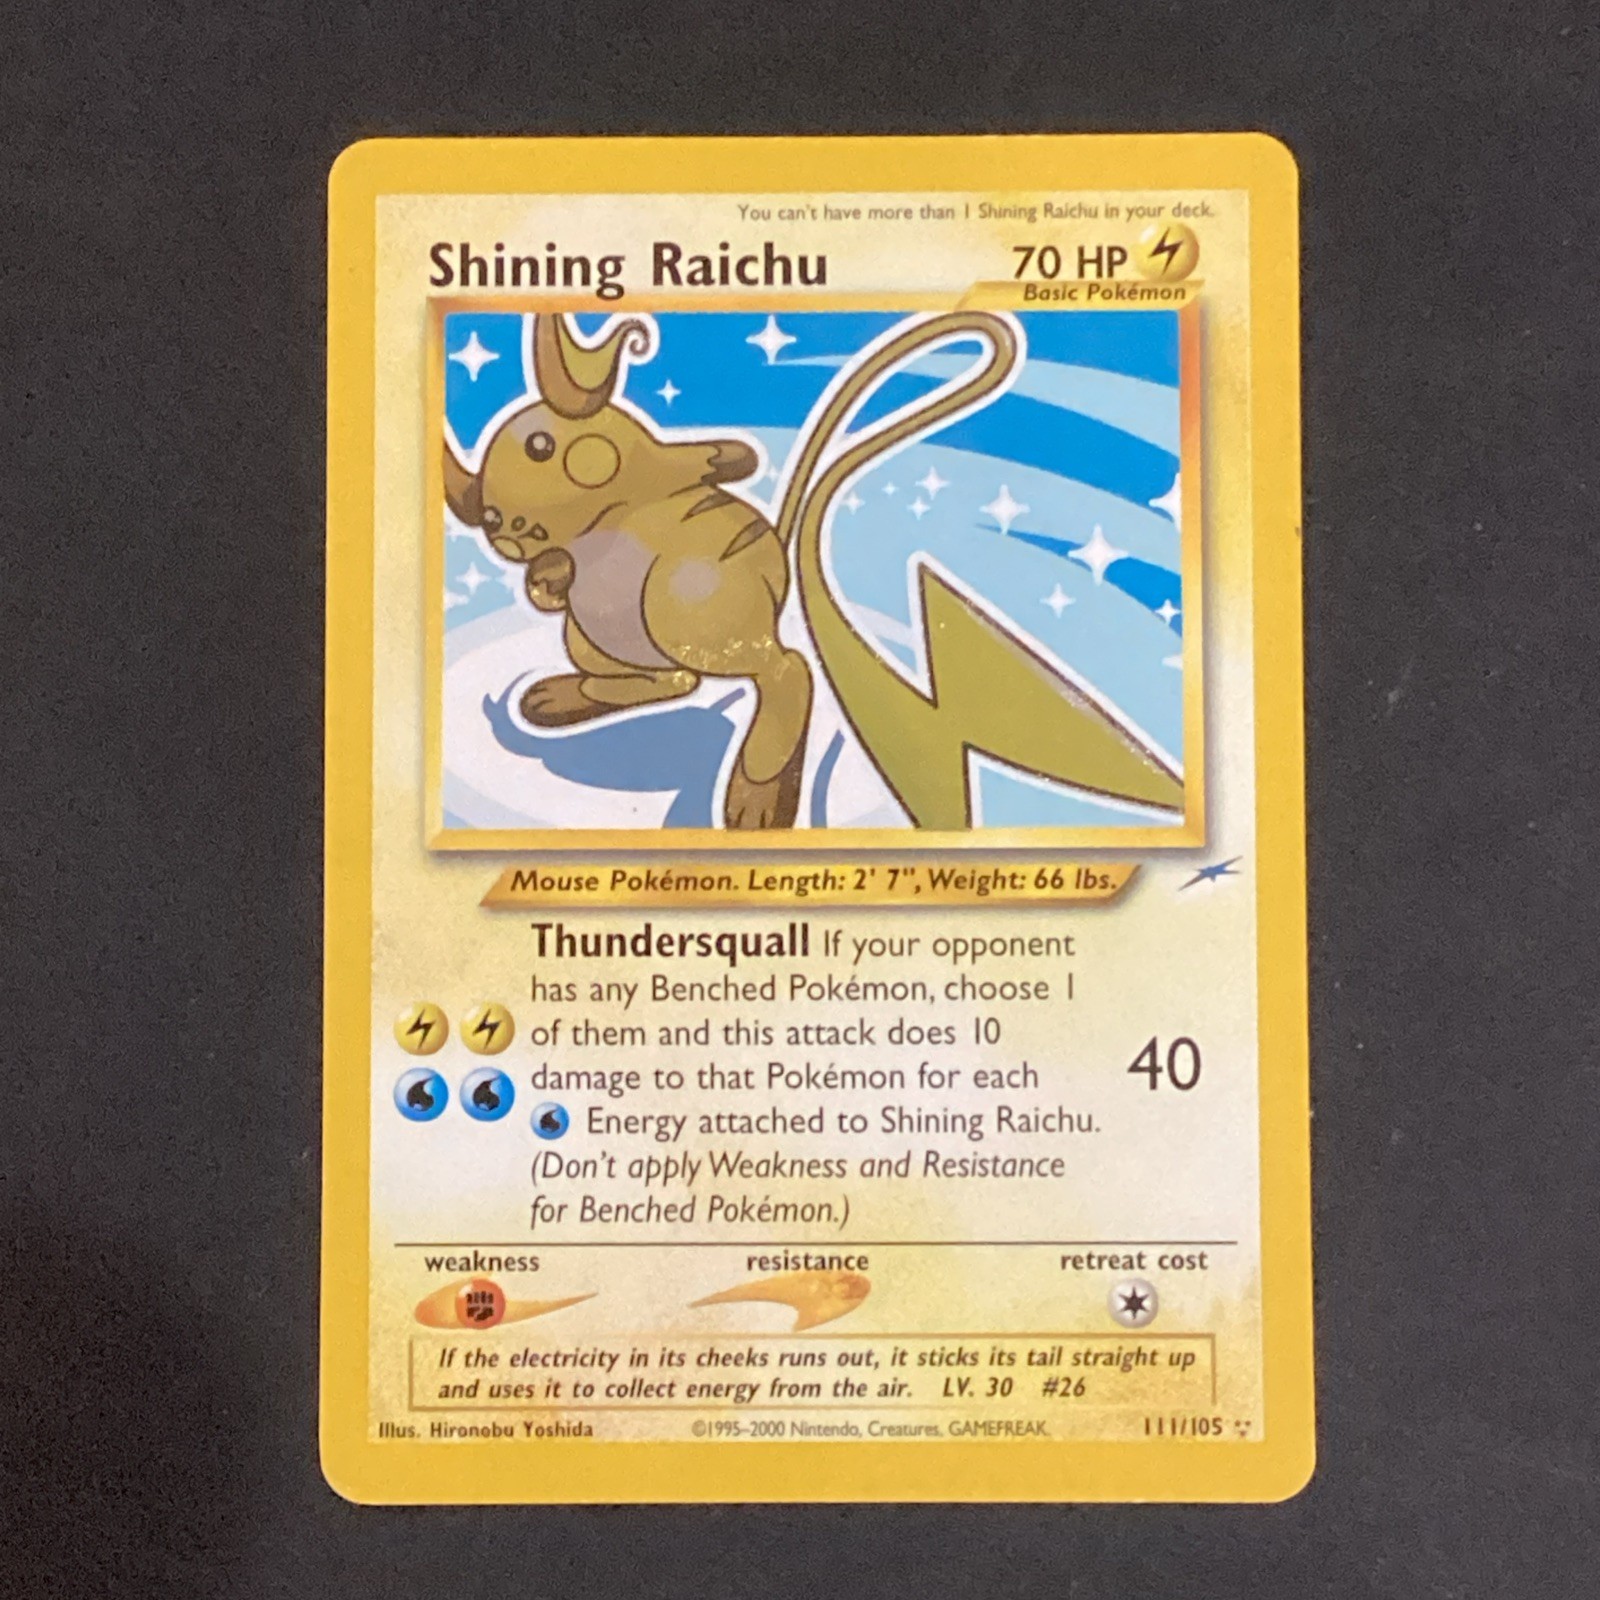 You can't have more than 1 Shining Raichu in your deck.
Shining Raichu 70 HP
Basic Pokémon
Mouse Pokémon. Length: 2' 7", Weight: 66 lbs.
Thundersquall If your opponent
has any Benched Pokémon, choose 1
of them and this attack does 10
damage to that Pokémon for each
Energy attached to Shining Raichu.
(Don't apply Weakness and Resistance
for Benched Pokémon.)
40
weakness resistance retreat cost
If the electricity in its cheeks runs out, it sticks its tail straight up
and uses it to collect energy from the air. LV. 30 #26
Illus. Hironobu Yoshida ©1995–2000 Nintendo, Creatures, GAMEFREAK. 111/105